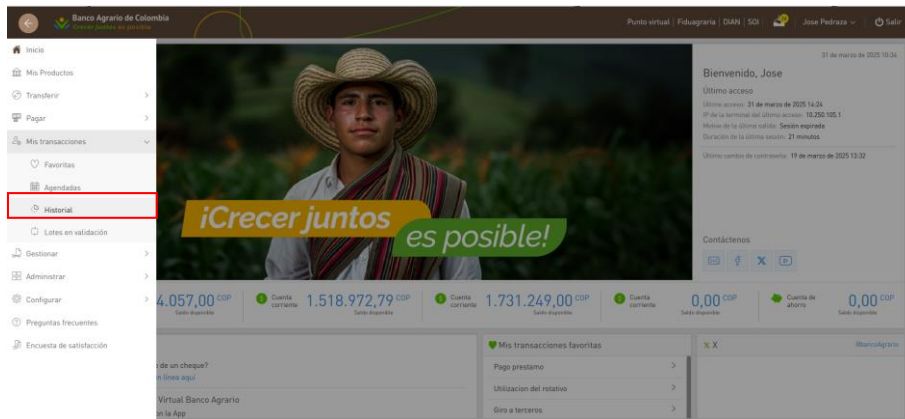 Banco Agrario de Colombia
Crecer juntos es posible
Punto virtual | Fiduagraria | DIAN | SOI
Jose Pedraza
Salir
Inicio
Mis Productos
Transferir
Pagar
Mis transacciones
Favoritas
Agendadas
Historial
Lotes en validación
Gestionar
Administrar
Configurar
Preguntas frecuentes
Encuesta de satisfacción
¡Crecer juntos
es posible!
31 de marzo de 2025 10:34
Bienvenido, Jose
Último acceso
Último acceso: 31 de marzo de 2025 14:24
IP de la terminal del último acceso: 10.250.105.1
Motivo de la última salida: Sesión expirada
Duración de la última sesión: 21 minutos
Último cambio de contraseña: 19 de marzo de 2025 13:32
Contáctenos
4.057,00 COP
Saldo disponible
Cuenta corriente
1.518.972,79 COP
Saldo disponible
Cuenta corriente
1.731.249,00 COP
Saldo disponible
Cuenta corriente
0,00 COP
Saldo disponible
Cuenta de ahorro
0,00 COP
Saldo disponible
de un cheque?
en línea aquí
Virtual Banco Agrario
on la App
Mis transacciones favoritas
Pago prestamo
Utilizacion del rotativo
Giro a terceros
X
@bancoAgrario